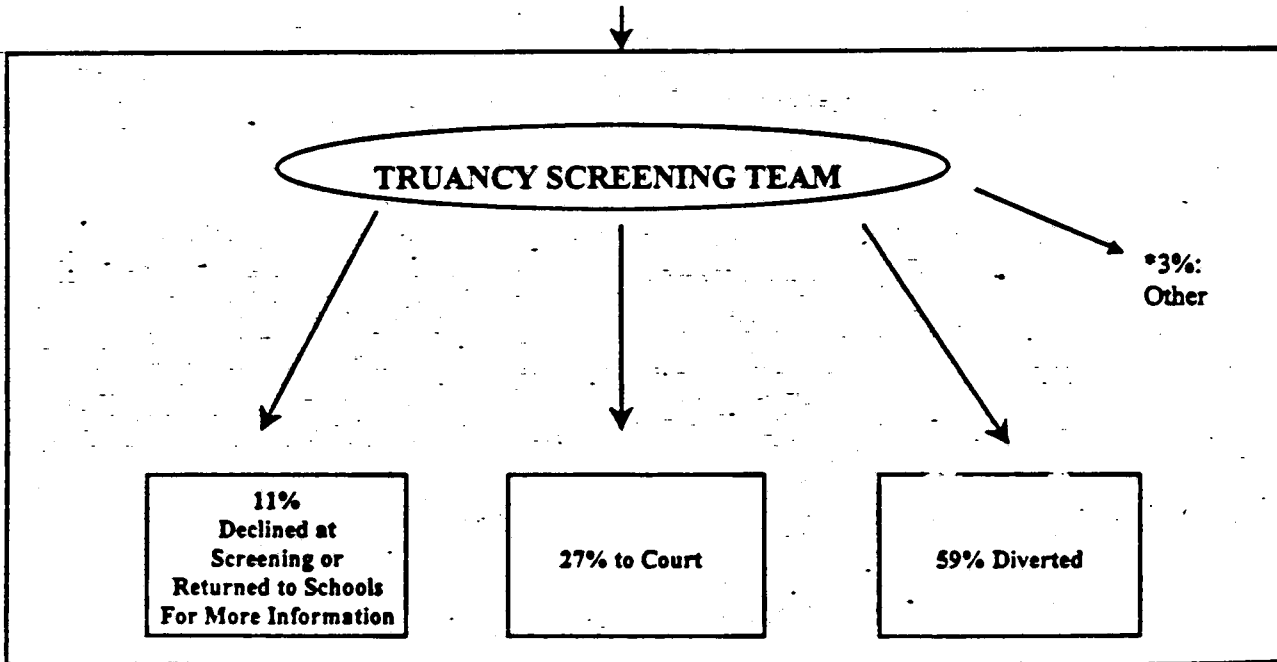 TRUANCY SCREENING TEAM
*3%:
Other
11%
Declined at
Screening or
Returned to Schools
For More Information
27% to Court
59% Diverted